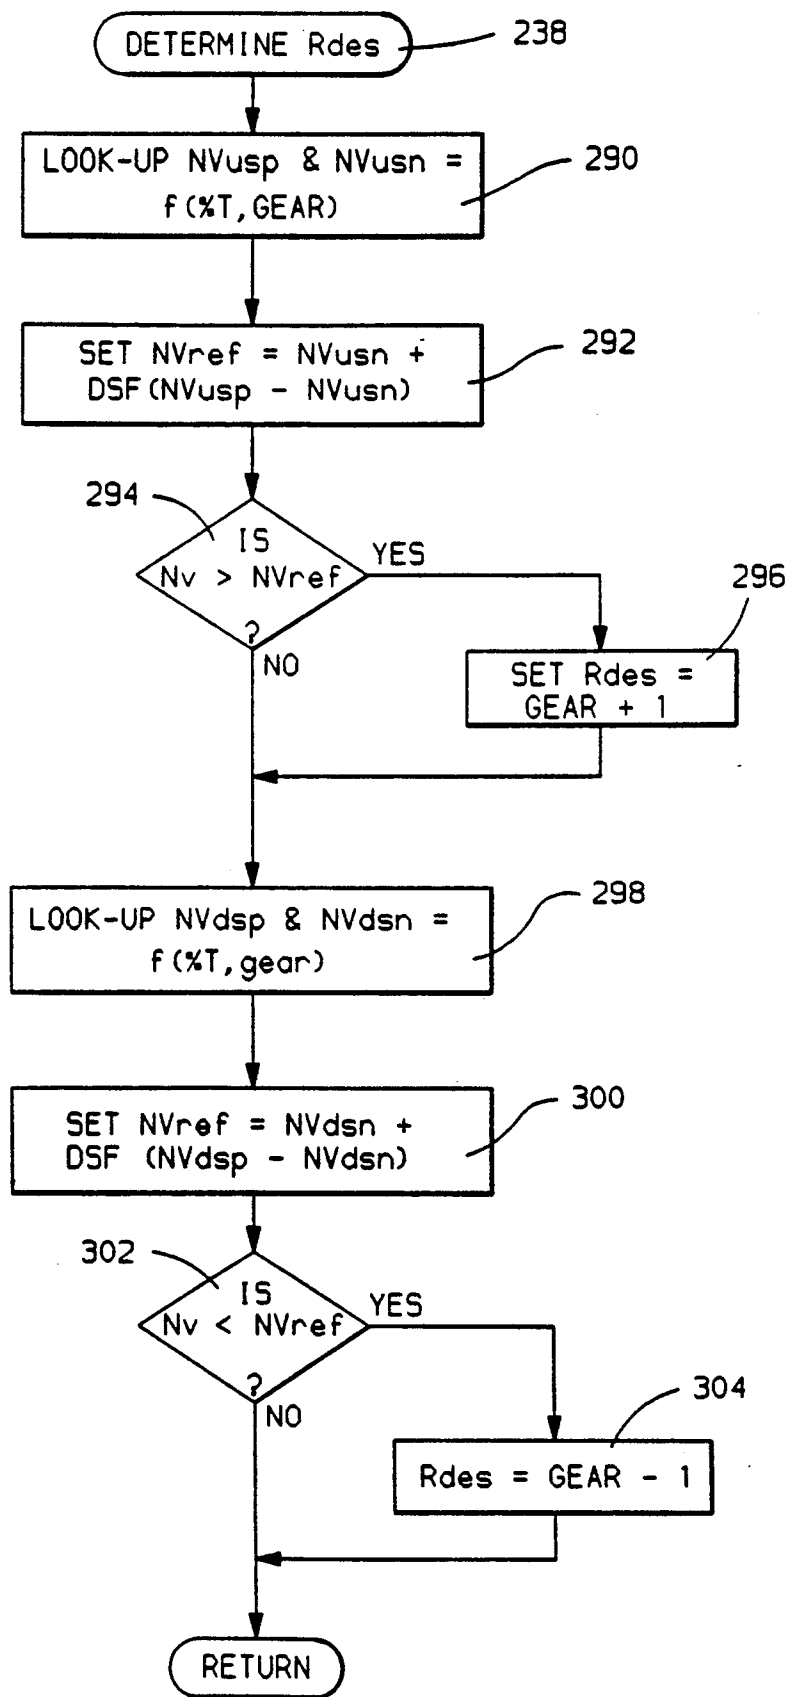 DETERMINE Rdes
238
LOOK-UP NVusp & NVusn =
f(%T,GEAR)
290
SET NVref = NVusn +
DSF(NVusp - NVusn)
292
294
IS
Nv > NVref
?
YES
NO
296
SET Rdes =
GEAR + 1
LOOK-UP NVdsp & NVdsn =
f(%T,gear)
298
SET NVref = NVdsn +
DSF (NVdsp - NVdsn)
300
302
IS
Nv < NVref
?
YES
NO
304
Rdes = GEAR - 1
RETURN